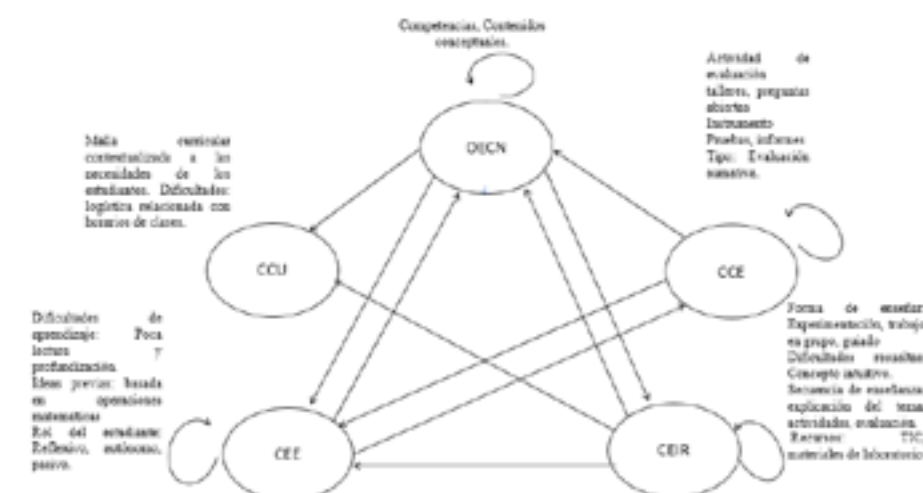 Competencias, Contenidos
conceptuales.
Actividad de
evaluación
talleres, preguntas
abiertas
Instrumento
Pruebas, informes
Tipo: Evaluación
sumativa.
DECN
Malla curricular
contextualizada a las
necesidades de los
estudiantes. Dificultades:
logística relacionada con
horarios de clases.
CCU
CCE
Dificultades de
aprendizaje: Poca
lectura y
profundización
Ideas previas: basada
en operaciones
matemáticas
Rol del estudiante:
Reflexivo, autónomo,
pasivo.
Forma de enseñar:
Experimentación, trabajo
en grupo, guiado
Dificultades
Concepto intuitivo.
Secuencia de enseñanza:
explicación del tema,
actividades, evaluación.
Recursos: TIC,
materiales de laboratorio
CEE